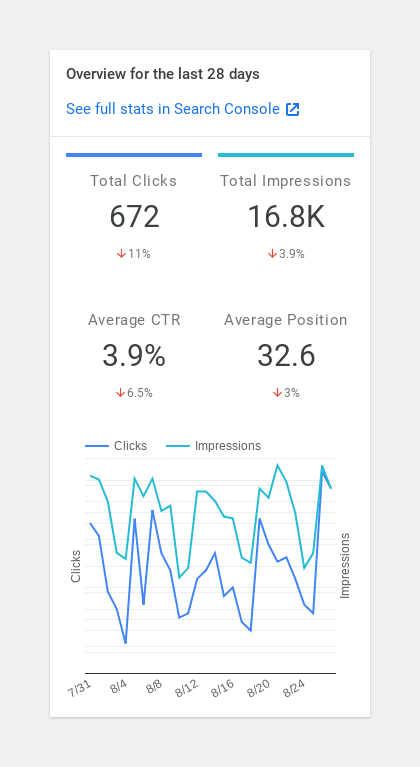 Overview for the last 28 days
See full stats in Search Console
Total Clicks
Total Impressions
672
16.8K
11%
3.9%
Average CTR
Average Position
3.9%
32.6
6.5%
3%
Clicks
Impressions
Clicks
Impressions
7/31
8/4
8/8
8/12
8/16
8/20
8/24